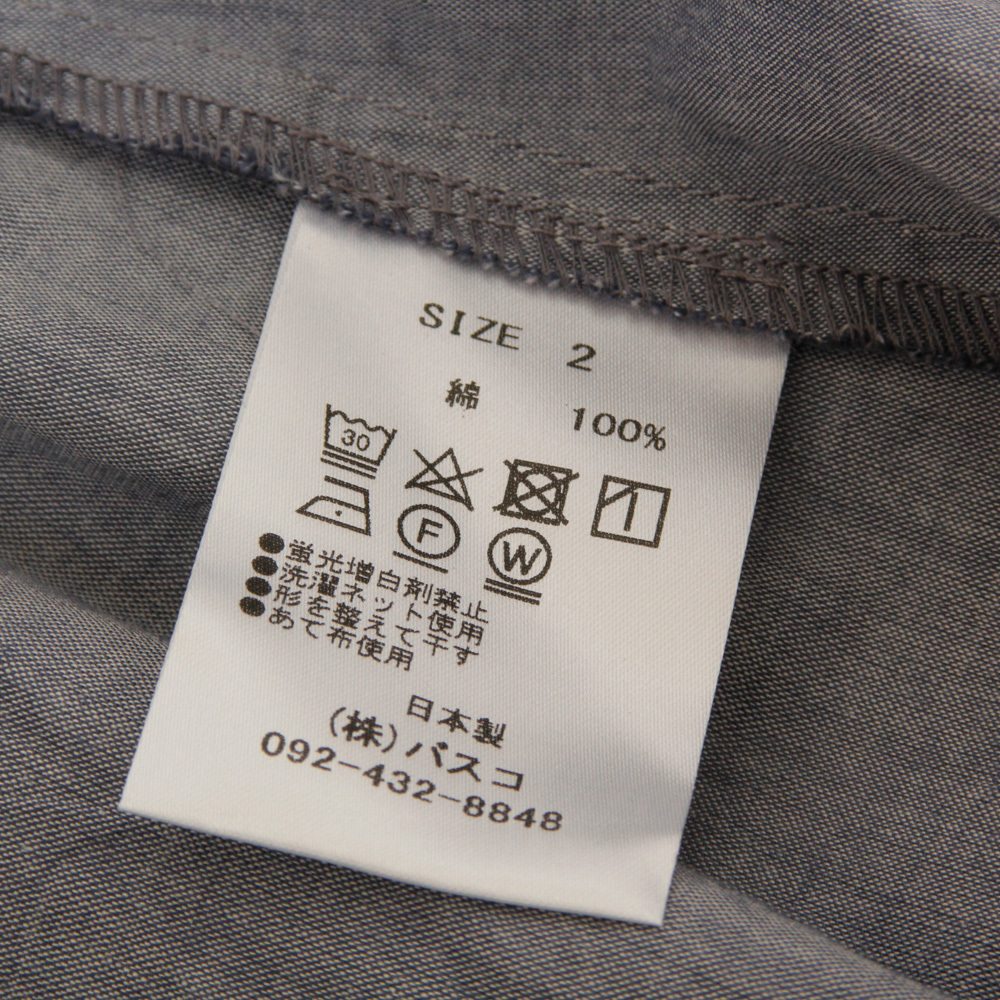 SIZE 2
綿 100%
30
F W
●蛍光増白剤禁止
●洗濯ネット使用
●形を整えて干す
●あて布使用
日本製
(株)バスコ
092-432-8848